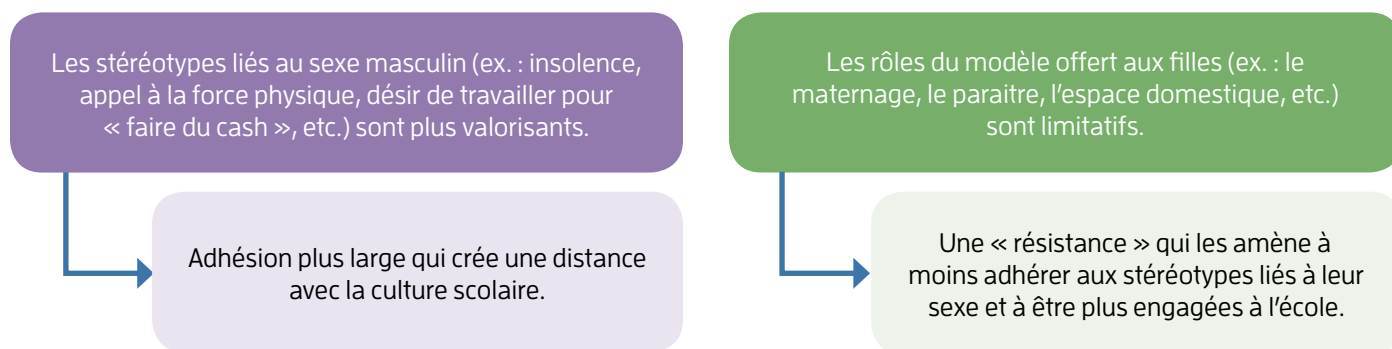 Les stéréotypes liés au sexe masculin (ex. : insolence,
appel à la force physique, désir de travailler pour
« faire du cash », etc.) sont plus valorisants.
Adhésion plus large qui crée une distance
avec la culture scolaire.
Les rôles du modèle offert aux filles (ex. : le
maternage, le paraitre, l'espace domestique, etc.)
sont limitatifs.
Une « résistance » qui les amène à
moins adhérer aux stéréotypes liés à leur
sexe et à être plus engagées à l'école.